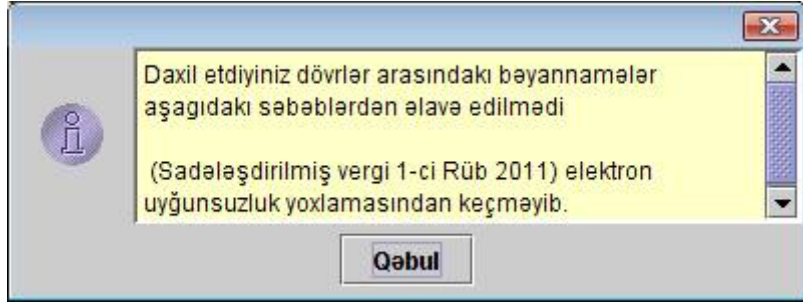 Daxil etdiyiniz dövrlər arasındakı bəyannamələr
aşagıdakı səbəblərdən əlavə edilmədi
(Sadələşdirilmiş vergi 1-ci Rüb 2011) elektron
uyğunsuzluk yoxlamasından keçməyib.
Qəbul